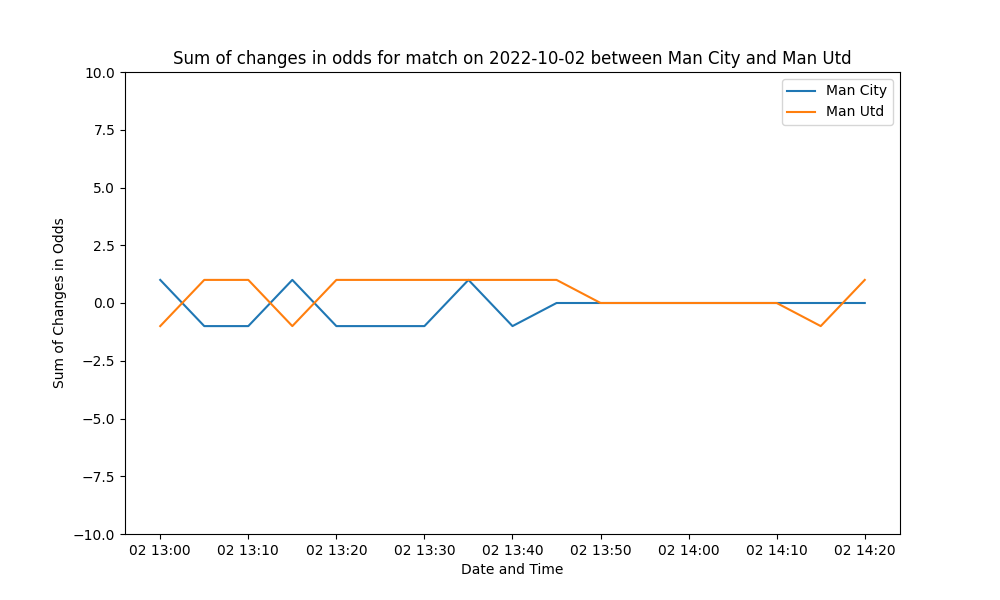 Sum of changes in odds for match on 2022-10-02 between Man City and Man Utd
Man City
Man Utd
Sum of Changes in Odds
10.0
7.5
5.0
2.5
0.0
−2.5
−5.0
−7.5
−10.0
02 13:00 02 13:10 02 13:20 02 13:30 02 13:40 02 13:50 02 14:00 02 14:10 02 14:20
Date and Time